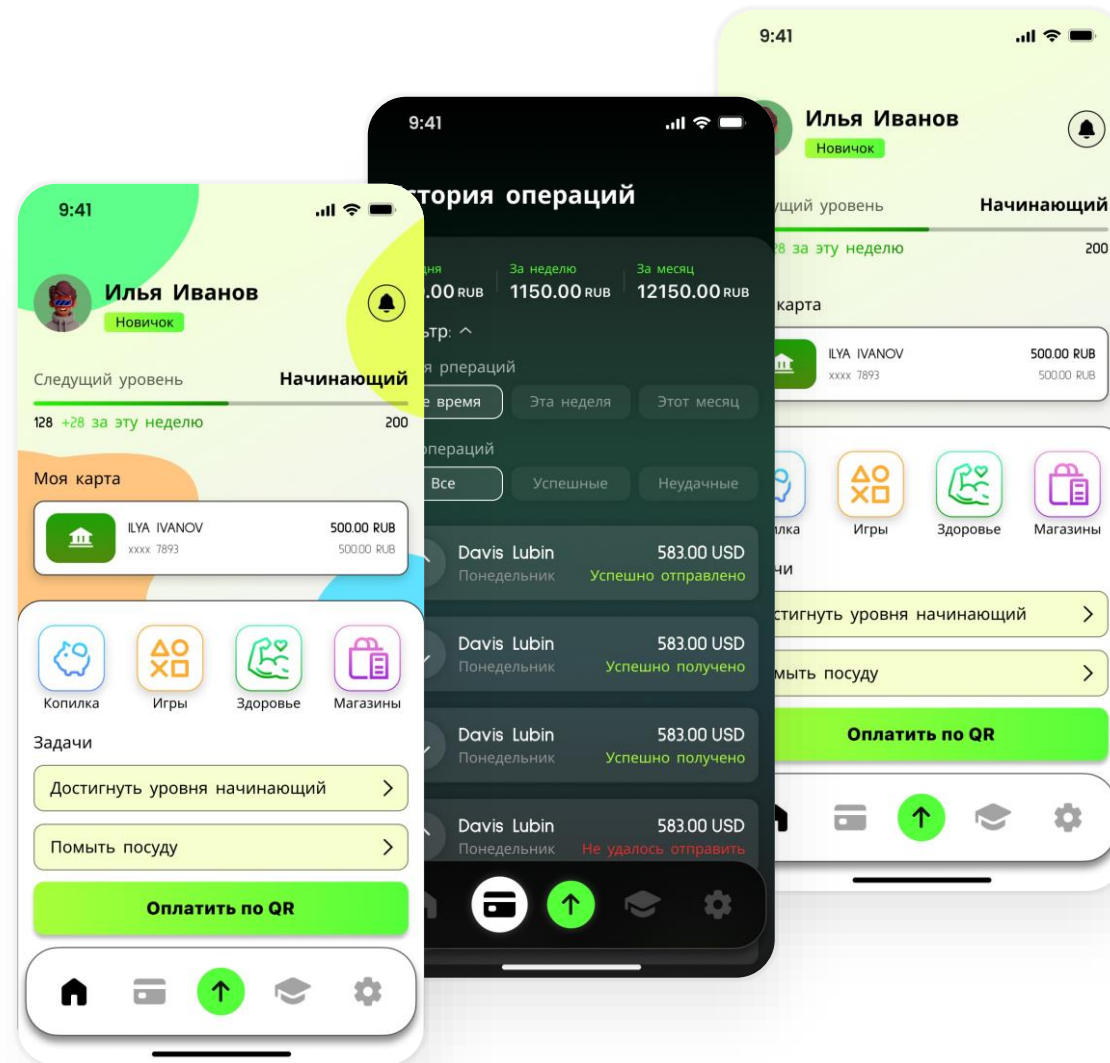 9:41
Илья Иванов
Новичок
Следущий уровень Начинающий
128 +28 за эту неделю 200
Моя карта
ILYA IVANOV 500.00 RUB
xxxx 7893 500.00 RUB
Копилка Игры Здоровье Магазины
Задачи
Достигнуть уровня начинающий
Помыть посуду
Оплатить по QR
9:41
операций
За неделю За месяц
.00 RUB 1150.00 RUB 12150.00 RUB
рпераций
время Эта неделя Этот месяц
операций
Все Успешные Неудачные
Davis Lubin 583.00 USD
Понедельник Успешно отправлено
Davis Lubin 583.00 USD
Понедельник Успешно получено
Davis Lubin 583.00 USD
Понедельник Успешно получено
Davis Lubin 583.00 USD
Понедельник Не удалось отправить
9:41
Илья Иванов
Новичок
уровень Начинающий
за эту неделю 200
карта
ILYA IVANOV 500.00 RUB
xxxx 7893 500.00 RUB
Игры Здоровье Магазины
уровня начинающий
посуду
Оплатить по QR